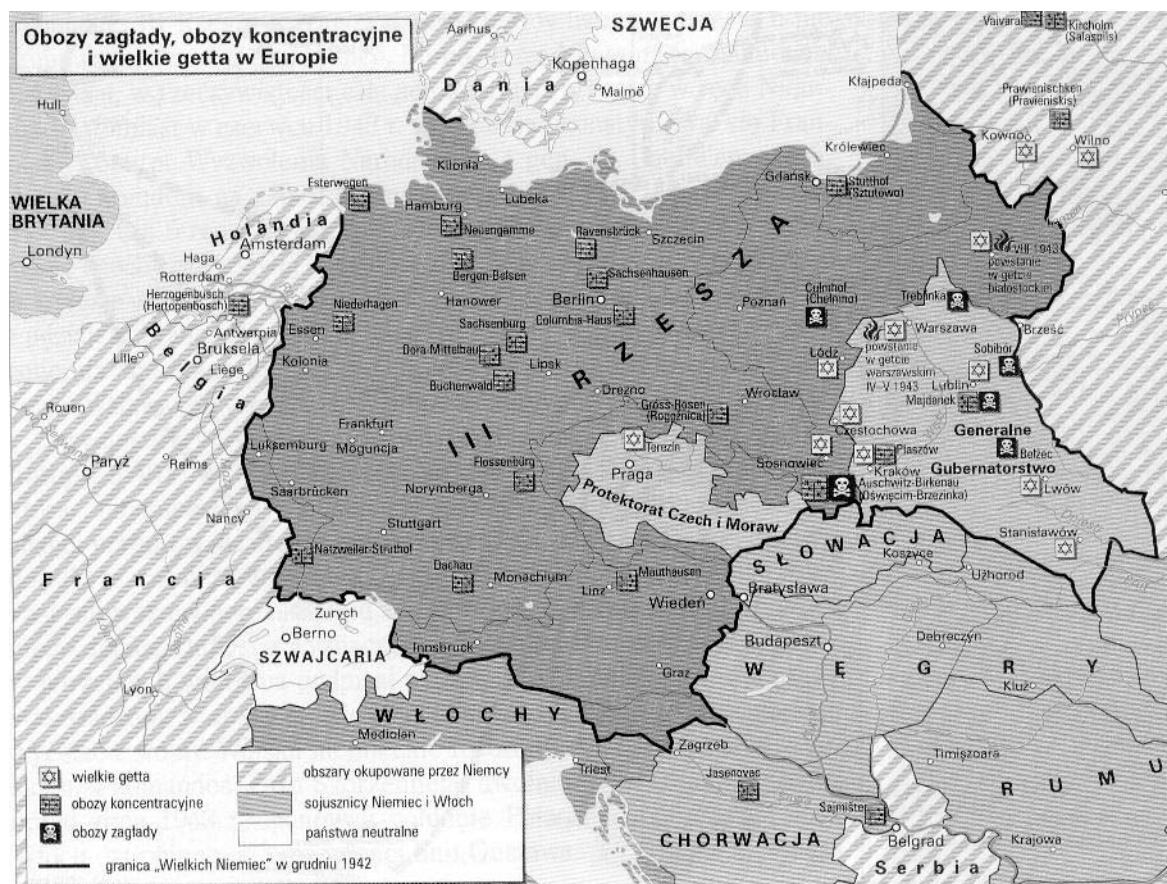 Obozy zagłady, obozy koncentracyjne
i wielkie getta w Europie
SZWECJA
Vaivara
Kircholm
(Salaspils)
Aarhus
Kopenhaga
Dania
Malmö
Kłajpeda
Hull
Prawienischken
(Pravieniskis)
Kowno
Wilno
Kilonia
Królewiec
Gdańsk
Stutthof
(Sztutowo)
Esterwegen
Hamburg
Lubeka
WIELKA
BRYTANIA
Londyn
Holandia
Amsterdam
Neuengamme
Ravensbrück
Szczecin
VIII 1943
powstanie
w getcie
białostockiem
Haga
Rotterdam
Bergen-Belsen
Sachsenhausen
Herzogenbusch
(Hertogenbosch)
Niederhagen
Hanower
Berlin
Poznań
Culmhof
(Chełmno)
Treblinka
Prypeć
Antwerpia
Essen
Sachsenburg
Columbia-Haus
Warszawa
Brześć
Belgia
Lille
Bruksela
Liege
Kolonia
Dora-Mittelbau
Lipsk
III RZESZA
Łódź
powstanie
w getcie
warszawskim
IV-V 1943
Sobibór
Lublin
Buchenwald
Drezno
Wrocław
Majdanek
Rouen
Gross-Rosen
(Rogoźnica)
Częstochowa
Generalne
Gubernatorstwo
Frankfurt
Moguncja
Luksemburg
Terezin
Praga
Płaszów
Bełżec
Paryż
Reims
Flossenbürg
Sosnowiec
Kraków
Saarbrücken
Norymberga
Protektorat Czech i Moraw
Auschwitz-Birkenau
(Oświęcim-Brzezinka)
Lwów
Nancy
Stuttgart
Stanisławów
Natzweiler-Struthof
SŁOWACJA
Koszyce
Użhorod
Francja
Dachau
Monachium
Linz
Mauthausen
Wiedeń
Bratysława
Zurych
Berno
SZWAJCARIA
Innsbruck
Budapeszt
Debreczyn
WĘGRY
Graz
Kluż
Lyon
WŁOCHY
Mediolan
Zagrzeb
Triest
Timişoara
Jasenovac
RUMU
Sajmište
CHORWACJA
Belgrad
Krajowa
Serbia
wielkie getta
obozy koncentracyjne
obozy zagłady
obszary okupowane przez Niemcy
sojusznicy Niemiec i Włoch
państwa neutralne
granica „Wielkich Niemiec” w grudniu 1942